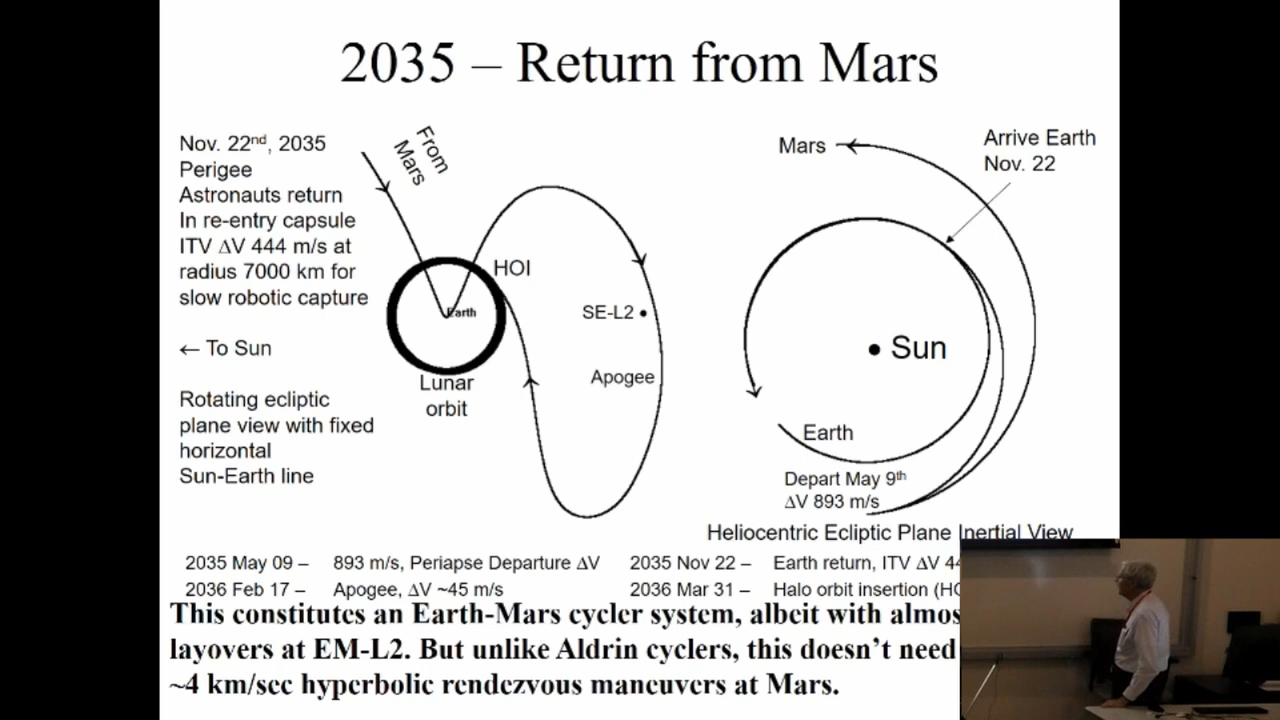 2035 – Return from Mars
Nov. 22nd, 2035
Perigee
Astronauts return
In re-entry capsule
ITV ΔV 444 m/s at
radius 7000 km for
slow robotic capture
← To Sun
Rotating ecliptic
plane view with fixed
horizontal
Sun-Earth line
From
Mars
HOI
Earth
SE-L2
Apogee
Lunar
orbit
Mars
Arrive Earth
Nov. 22
Sun
Earth
Depart May 9th
ΔV 893 m/s
Heliocentric Ecliptic Plane Inertial View
2035 May 09 – 893 m/s, Periapse Departure ΔV
2035 Nov 22 – Earth return, ITV ΔV 44
2036 Feb 17 – Apogee, ΔV ~45 m/s
2036 Mar 31 – Halo orbit insertion (HO
This constitutes an Earth-Mars cycler system, albeit with almos
layovers at EM-L2. But unlike Aldrin cyclers, this doesn't need
~4 km/sec hyperbolic rendezvous maneuvers at Mars.